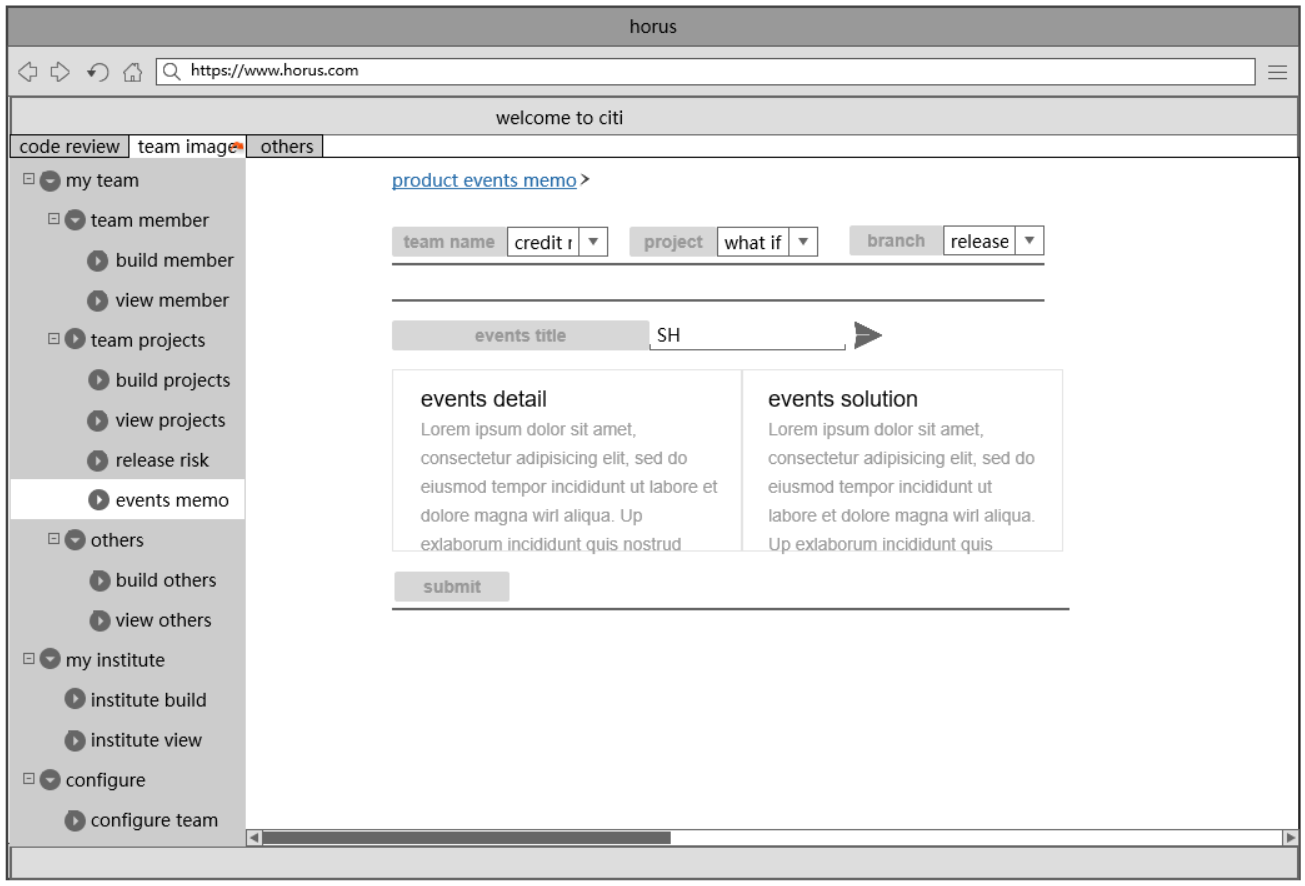 horus
https://www.horus.com
welcome to citi
code review
team image
others
my team
team member
build member
view member
team projects
build projects
view projects
release risk
events memo
others
build others
view others
my institute
institute build
institute view
configure
configure team
product events memo >
team name
credit r
project
what if
branch
release
events title
SH
events detail
Lorem ipsum dolor sit amet,
consectetur adipisicing elit, sed do
eiusmod tempor incididunt ut labore et
dolore magna wirl aliqua. Up
exlaborum incididunt quis nostrud
events solution
Lorem ipsum dolor sit amet,
consectetur adipisicing elit, sed do
eiusmod tempor incididunt ut
labore et dolore magna wirl aliqua.
Up exlaborum incididunt quis
submit